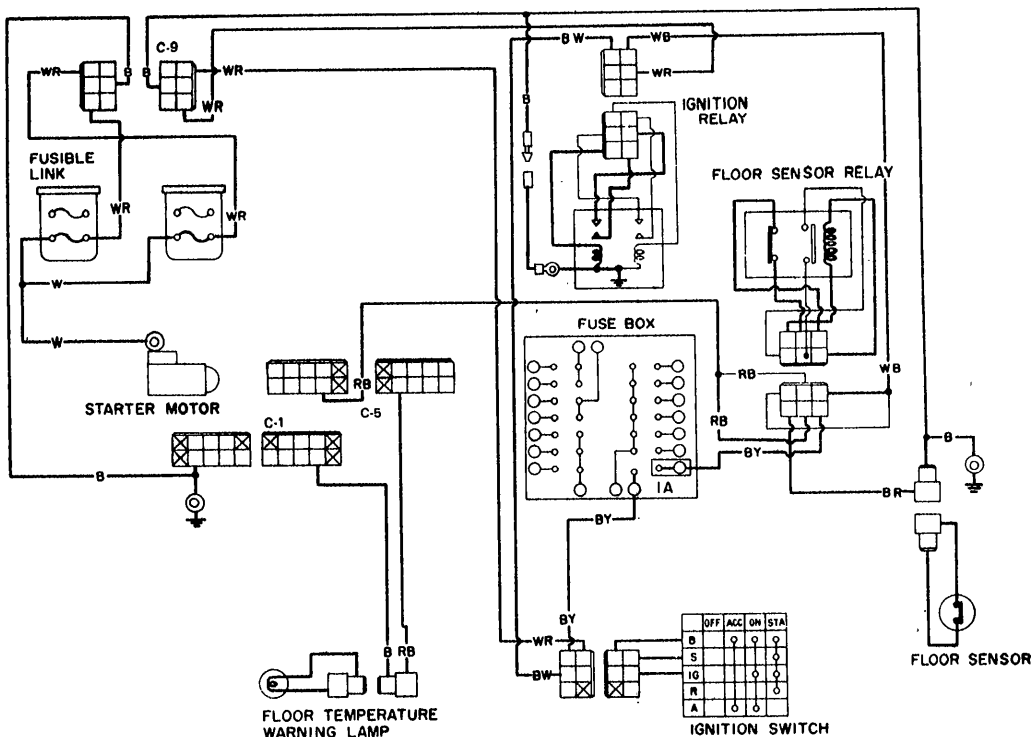 B
C-9
B
WR
WR
WR
FUSIBLE
LINK
WR
WR
W
W
STARTER MOTOR
BW
WB
WR
B
IGNITION
RELAY
FLOOR SENSOR RELAY
FUSE BOX
RB
C-5
RB
RB
WB
C-1
B
BY
1A
BR
B
BY
BY
WR
BW
B
RB
FLOOR TEMPERATURE
WARNING LAMP
OFF ACC ON STA
B
S
IG
R
A
IGNITION SWITCH
FLOOR SENSOR